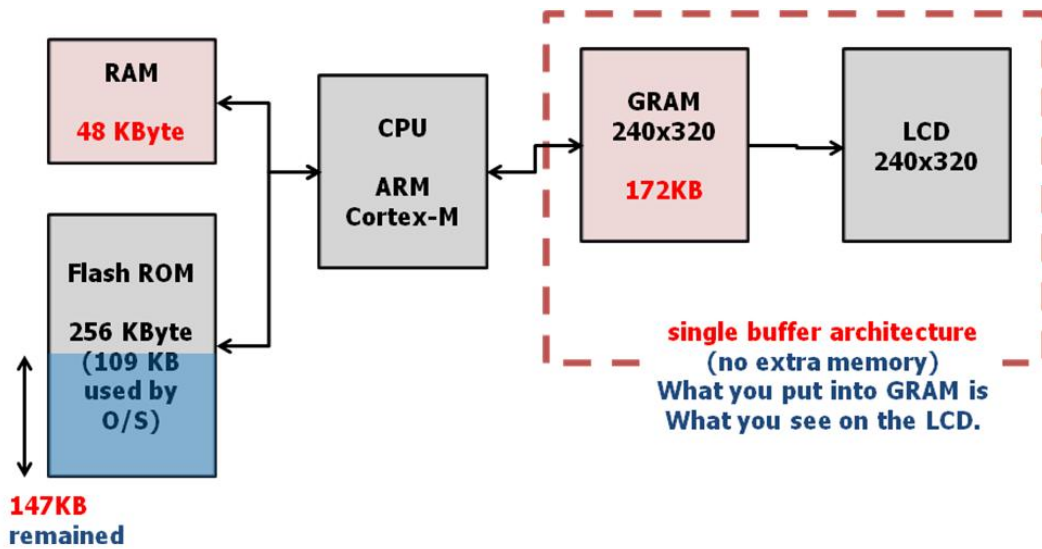 RAM
48 KByte
Flash ROM
256 KByte
(109 KB
used by
O/S)
147KB
remained
CPU
ARM
Cortex-M
GRAM
240x320
172KB
LCD
240x320
single buffer architecture
(no extra memory)
What you put into GRAM is
What you see on the LCD.